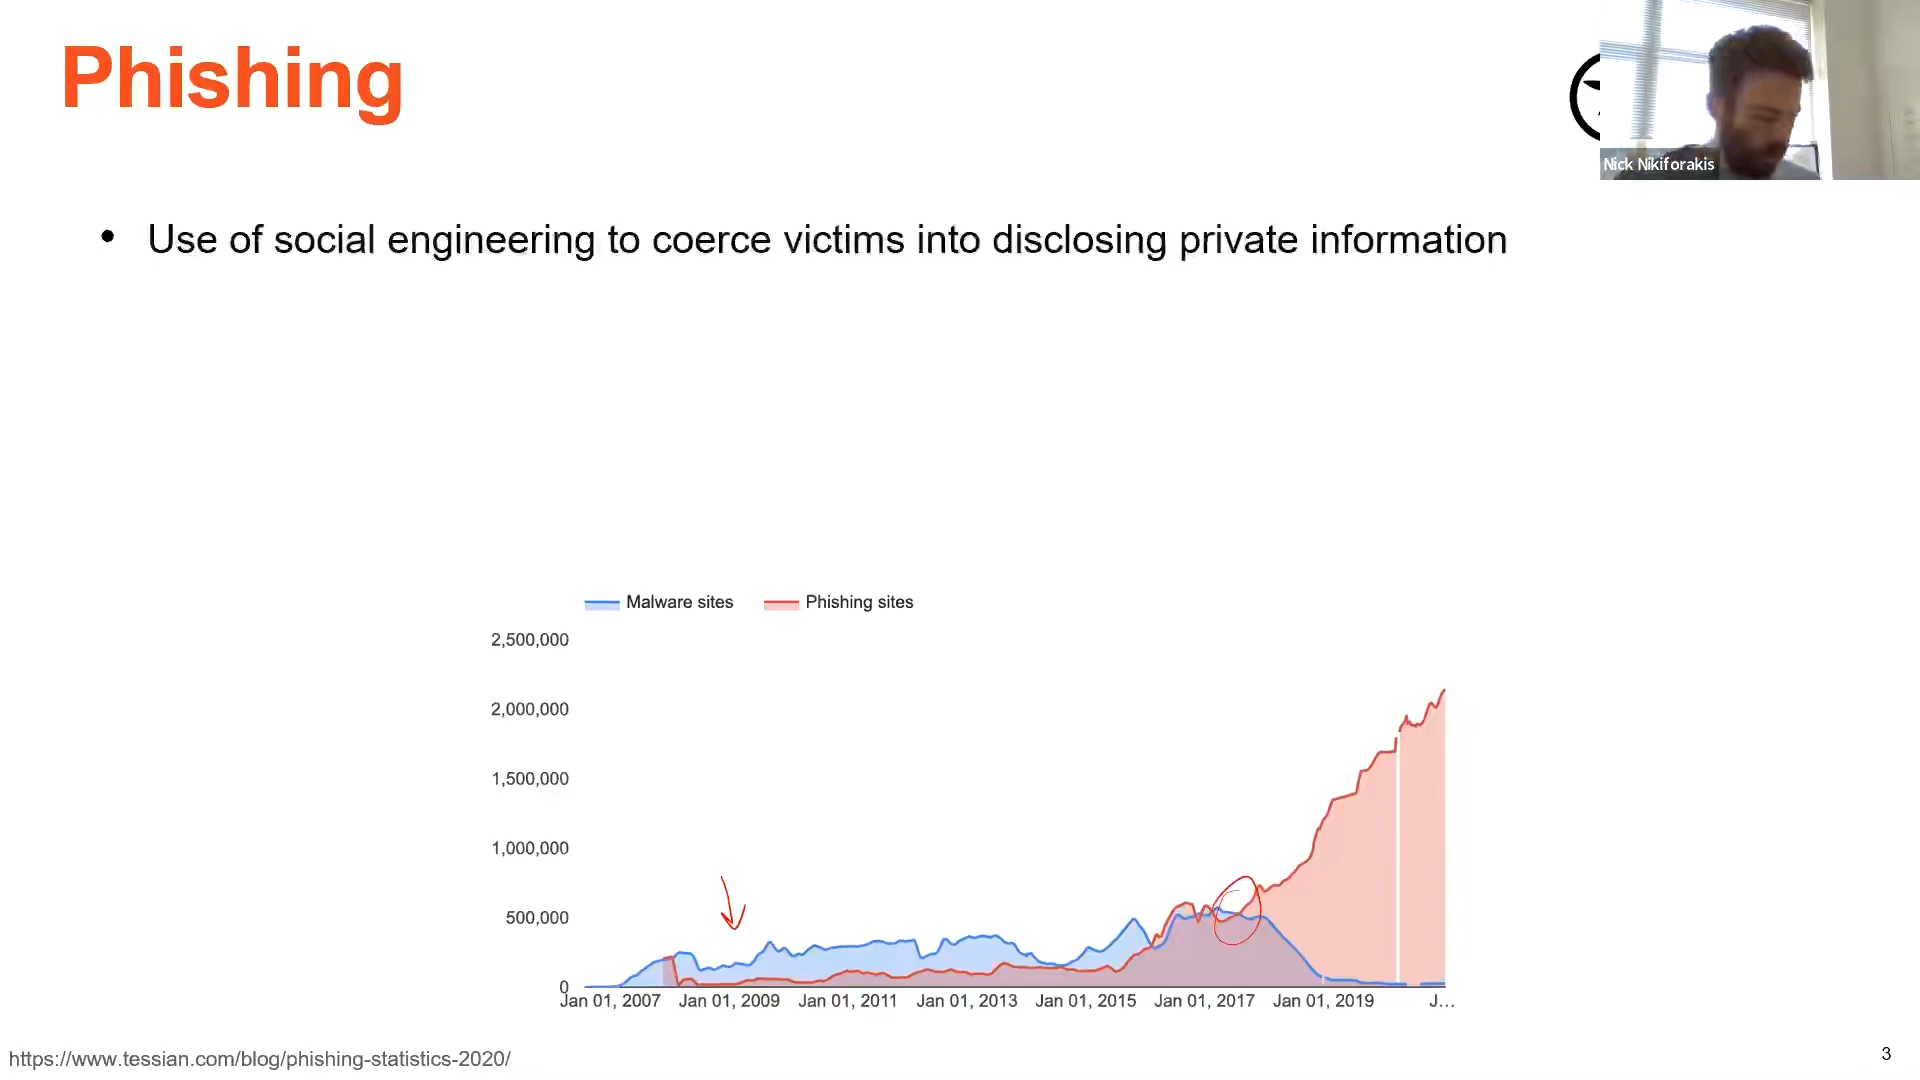 Phishing
Nick Nikiforakis
• Use of social engineering to coerce victims into disclosing private information
Malware sites Phishing sites
2,500,000
2,000,000
1,500,000
1,000,000
500,000
0
Jan 01, 2007 Jan 01, 2009 Jan 01, 2011 Jan 01, 2013 Jan 01, 2015 Jan 01, 2017 Jan 01, 2019 J…
https://www.tessian.com/blog/phishing-statistics-2020/
3